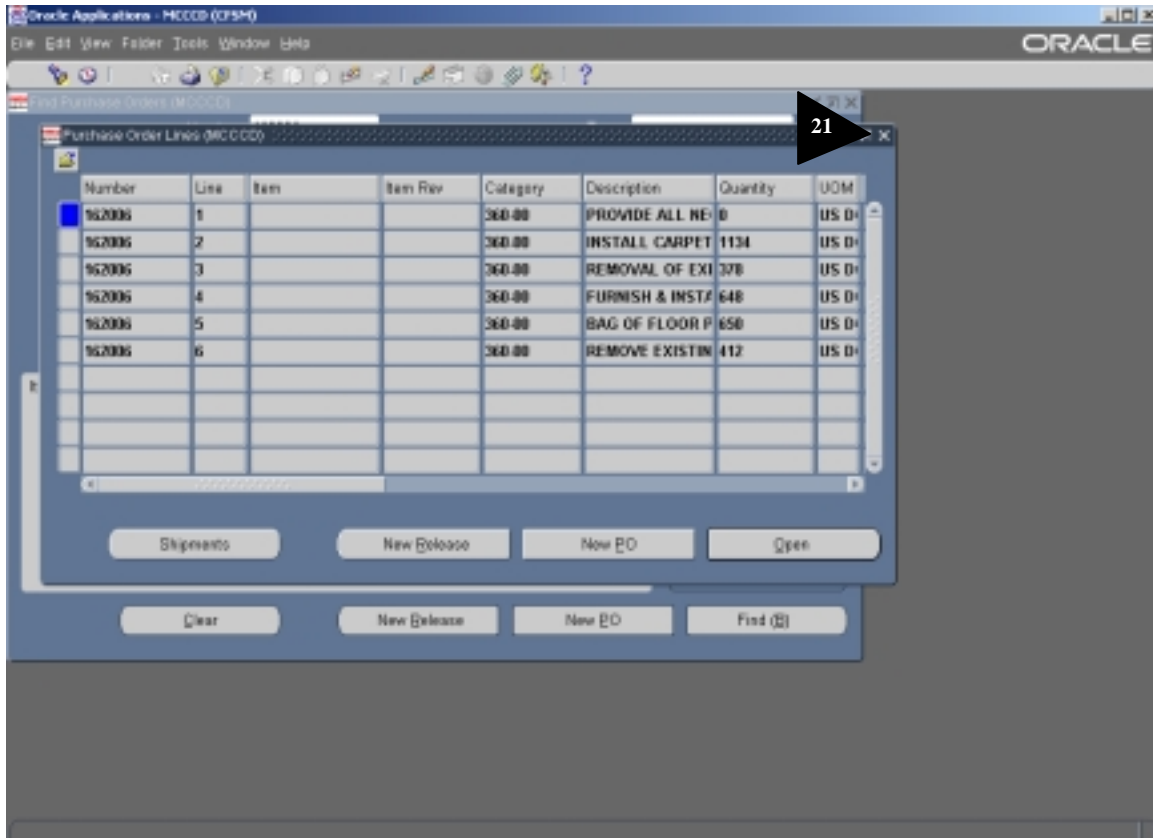 Oracle Applications - MCCCD (CFSM)
File Edit View Folder Tools Window Help
ORACLE
?
Find Purchase Orders (MCCCD)
21
Purchase Order Lines (MCCCD)
Number Line Item Item Rev Category Description Quantity UOM
162006 1 360-00 PROVIDE ALL NE 0 US D
162006 2 360-00 INSTALL CARPET 1134 US D
162006 3 360-00 REMOVAL OF EXI 378 US D
162006 4 360-00 FURNISH & INSTA 648 US D
162006 5 360-00 BAG OF FLOOR P 650 US D
162006 6 360-00 REMOVE EXISTIN 412 US D
Shipments New Release New PO Open
Clear New Release New PO Find (B)